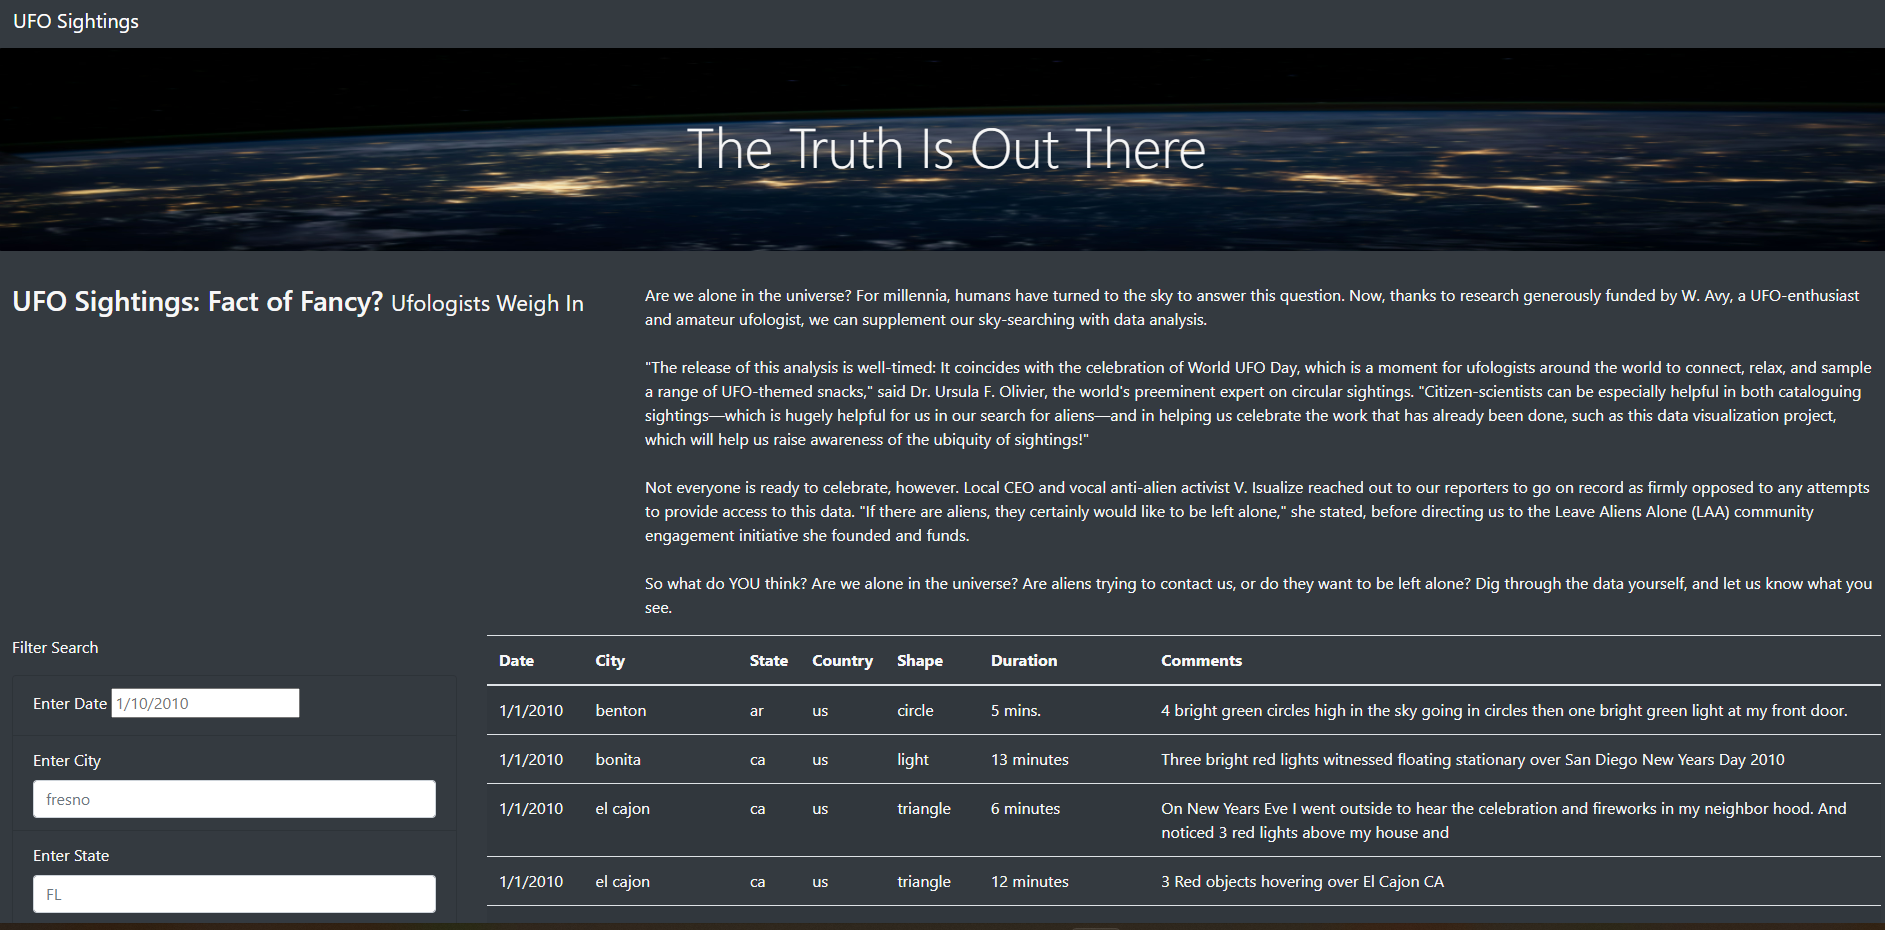 UFO Sightings
The Truth Is Out There
UFO Sightings: Fact of Fancy? Ufologists Weigh In
Are we alone in the universe? For millennia, humans have turned to the sky to answer this question. Now, thanks to research generously funded by W. Avy, a UFO-enthusiast
and amateur ufologist, we can supplement our sky-searching with data analysis.
"The release of this analysis is well-timed: It coincides with the celebration of World UFO Day, which is a moment for ufologists around the world to connect, relax, and sample
a range of UFO-themed snacks," said Dr. Ursula F. Olivier, the world's preeminent expert on circular sightings. "Citizen-scientists can be especially helpful in both cataloguing
sightings—which is hugely helpful for us in our search for aliens—and in helping us celebrate the work that has already been done, such as this data visualization project,
which will help us raise awareness of the ubiquity of sightings!"
Not everyone is ready to celebrate, however. Local CEO and vocal anti-alien activist V. Isualize reached out to our reporters to go on record as firmly opposed to any attempts
to provide access to this data. "If there are aliens, they certainly would like to be left alone," she stated, before directing us to the Leave Aliens Alone (LAA) community
engagement initiative she founded and funds.
So what do YOU think? Are we alone in the universe? Are aliens trying to contact us, or do they want to be left alone? Dig through the data yourself, and let us know what you
see.
Filter Search
Enter Date 1/10/2010
Enter City
fresno
Enter State
FL
Date City State Country Shape Duration Comments
1/1/2010 benton ar us circle 5 mins. 4 bright green circles high in the sky going in circles then one bright green light at my front door.
1/1/2010 bonita ca us light 13 minutes Three bright red lights witnessed floating stationary over San Diego New Years Day 2010
1/1/2010 el cajon ca us triangle 6 minutes On New Years Eve I went outside to hear the celebration and fireworks in my neighbor hood. And
noticed 3 red lights above my house and
1/1/2010 el cajon ca us triangle 12 minutes 3 Red objects hovering over El Cajon CA